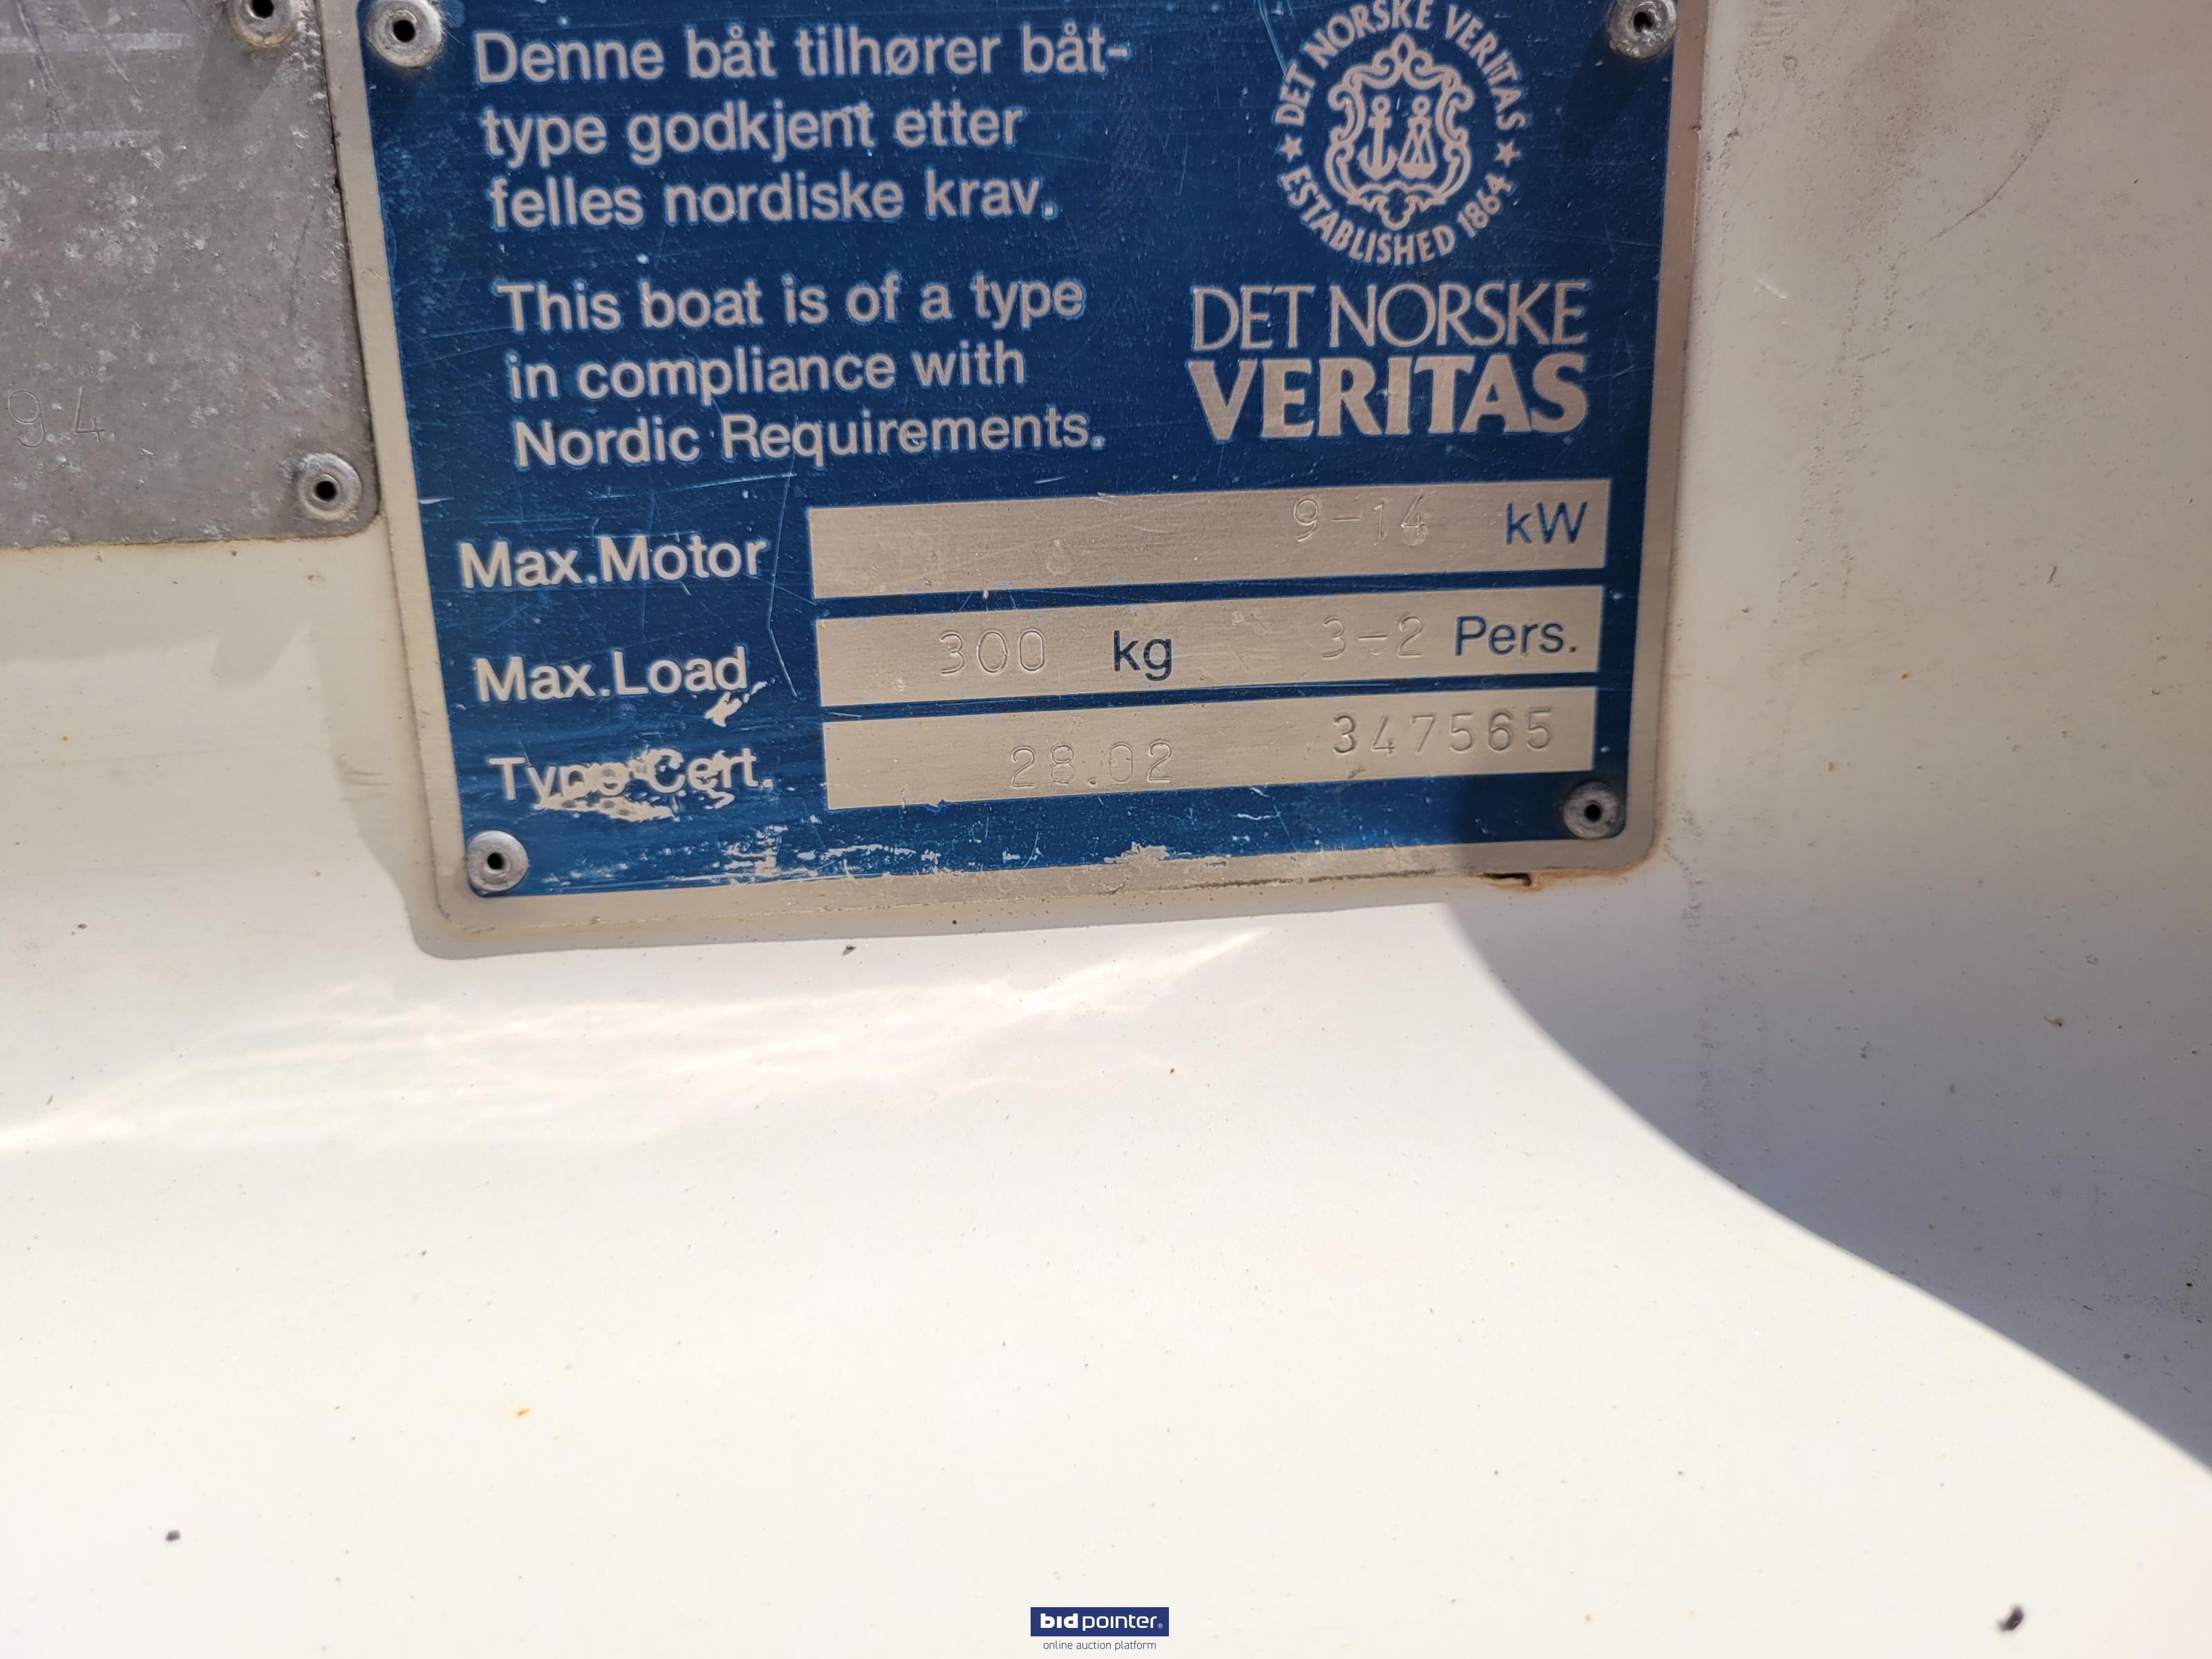 Denne båt tilhører båt-
type godkjent etter
felles nordiske krav.
This boat is of a type
in compliance with
Nordic Requirements.
★ DET NORSKE VERITAS ★
ESTABLISHED 1864
DET NORSKE
VERITAS
Max.Motor 9-14 kW
Max.Load 300 kg 3-2 Pers.
Type Cert. 28.02 347565
94
bidpointer®
online auction platform